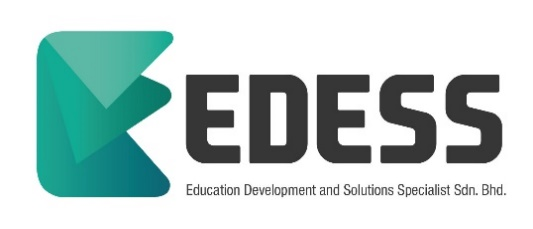 EDESS
Education Development and Solutions Specialist Sdn. Bhd.